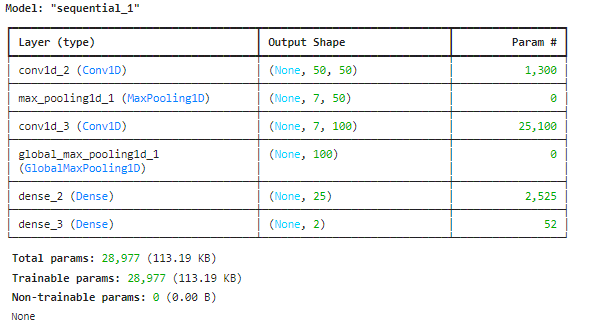 Model: "sequential_1"
Layer (type) Output Shape Param #
conv1d_2 (Conv1D) (None, 50, 50) 1,300
max_pooling1d_1 (MaxPooling1D) (None, 7, 50) 0
conv1d_3 (Conv1D) (None, 7, 100) 25,100
global_max_pooling1d_1 (None, 100) 0
(GlobalMaxPooling1D)
dense_2 (Dense) (None, 25) 2,525
dense_3 (Dense) (None, 2) 52
Total params: 28,977 (113.19 KB)
Trainable params: 28,977 (113.19 KB)
Non-trainable params: 0 (0.00 B)
None